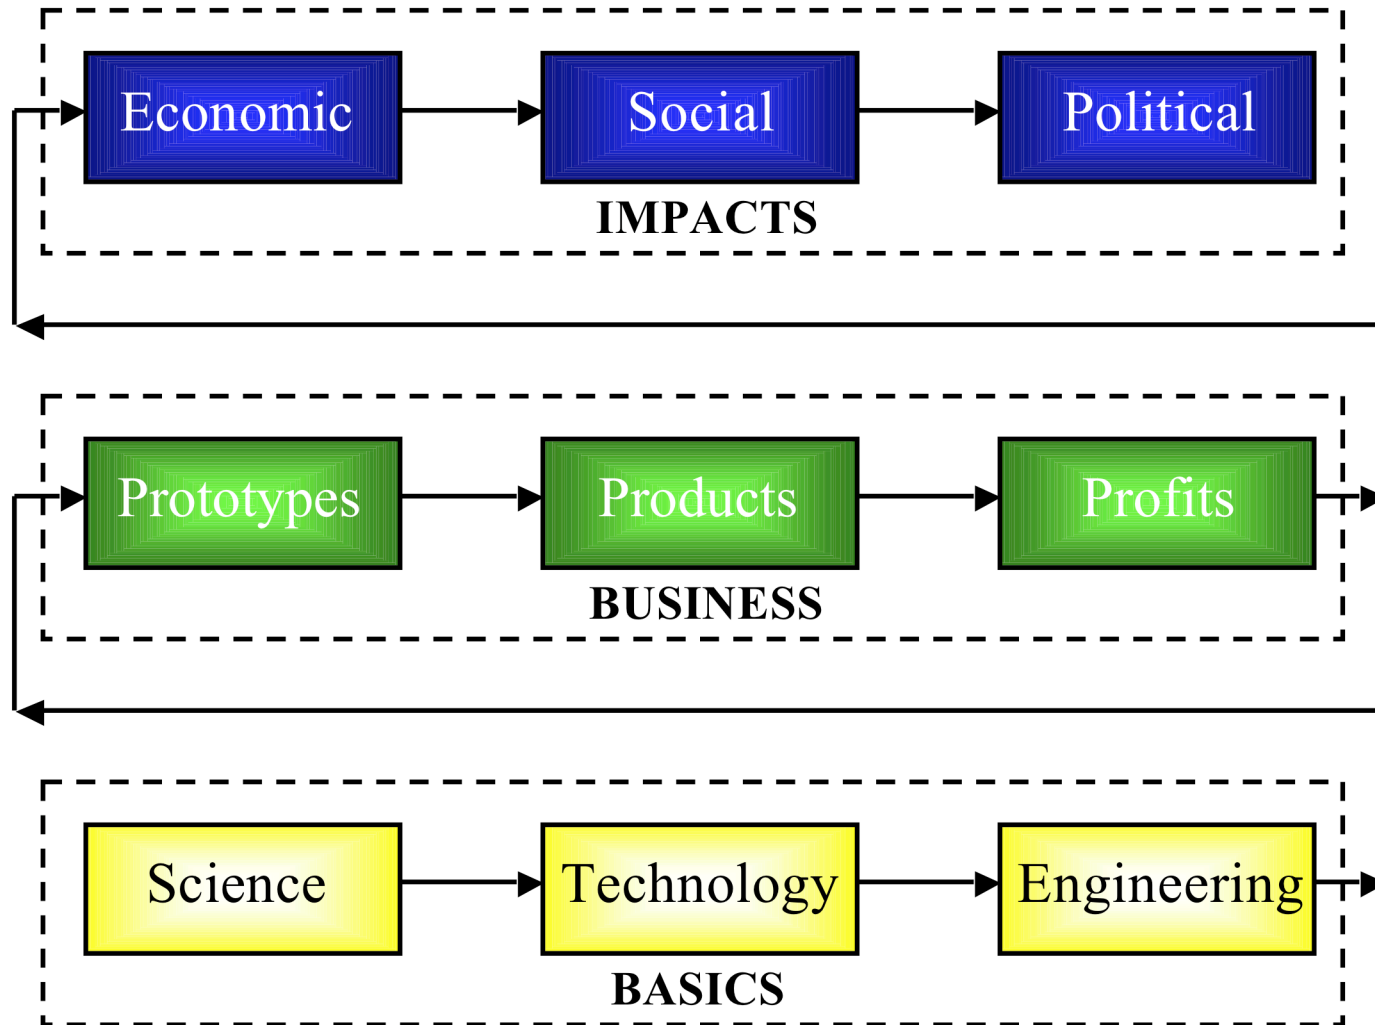 Economic
Social
Political
IMPACTS
Prototypes
Products
Profits
BUSINESS
Science
Technology
Engineering
BASICS